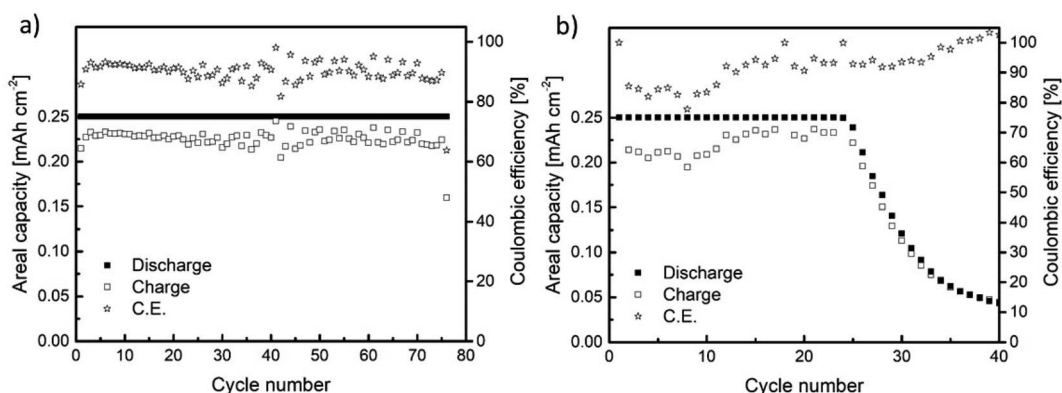 a)
Areal capacity [mAh cm-2]
0.25
0.20
0.15
0.10
0.05
0.00
Discharge
Charge
C.E.
0 10 20 30 40 50 60 70 80
Cycle number
100
80
60
40
20
0
Coulombic efficiency [%]
b)
Areal capacity [mAh cm-2]
0.25
0.20
0.15
0.10
0.05
0.00
Discharge
Charge
C.E.
0 10 20 30 40
Cycle number
100
90
80
70
60
50
40
30
20
10
0
Coulombic efficiency [%]